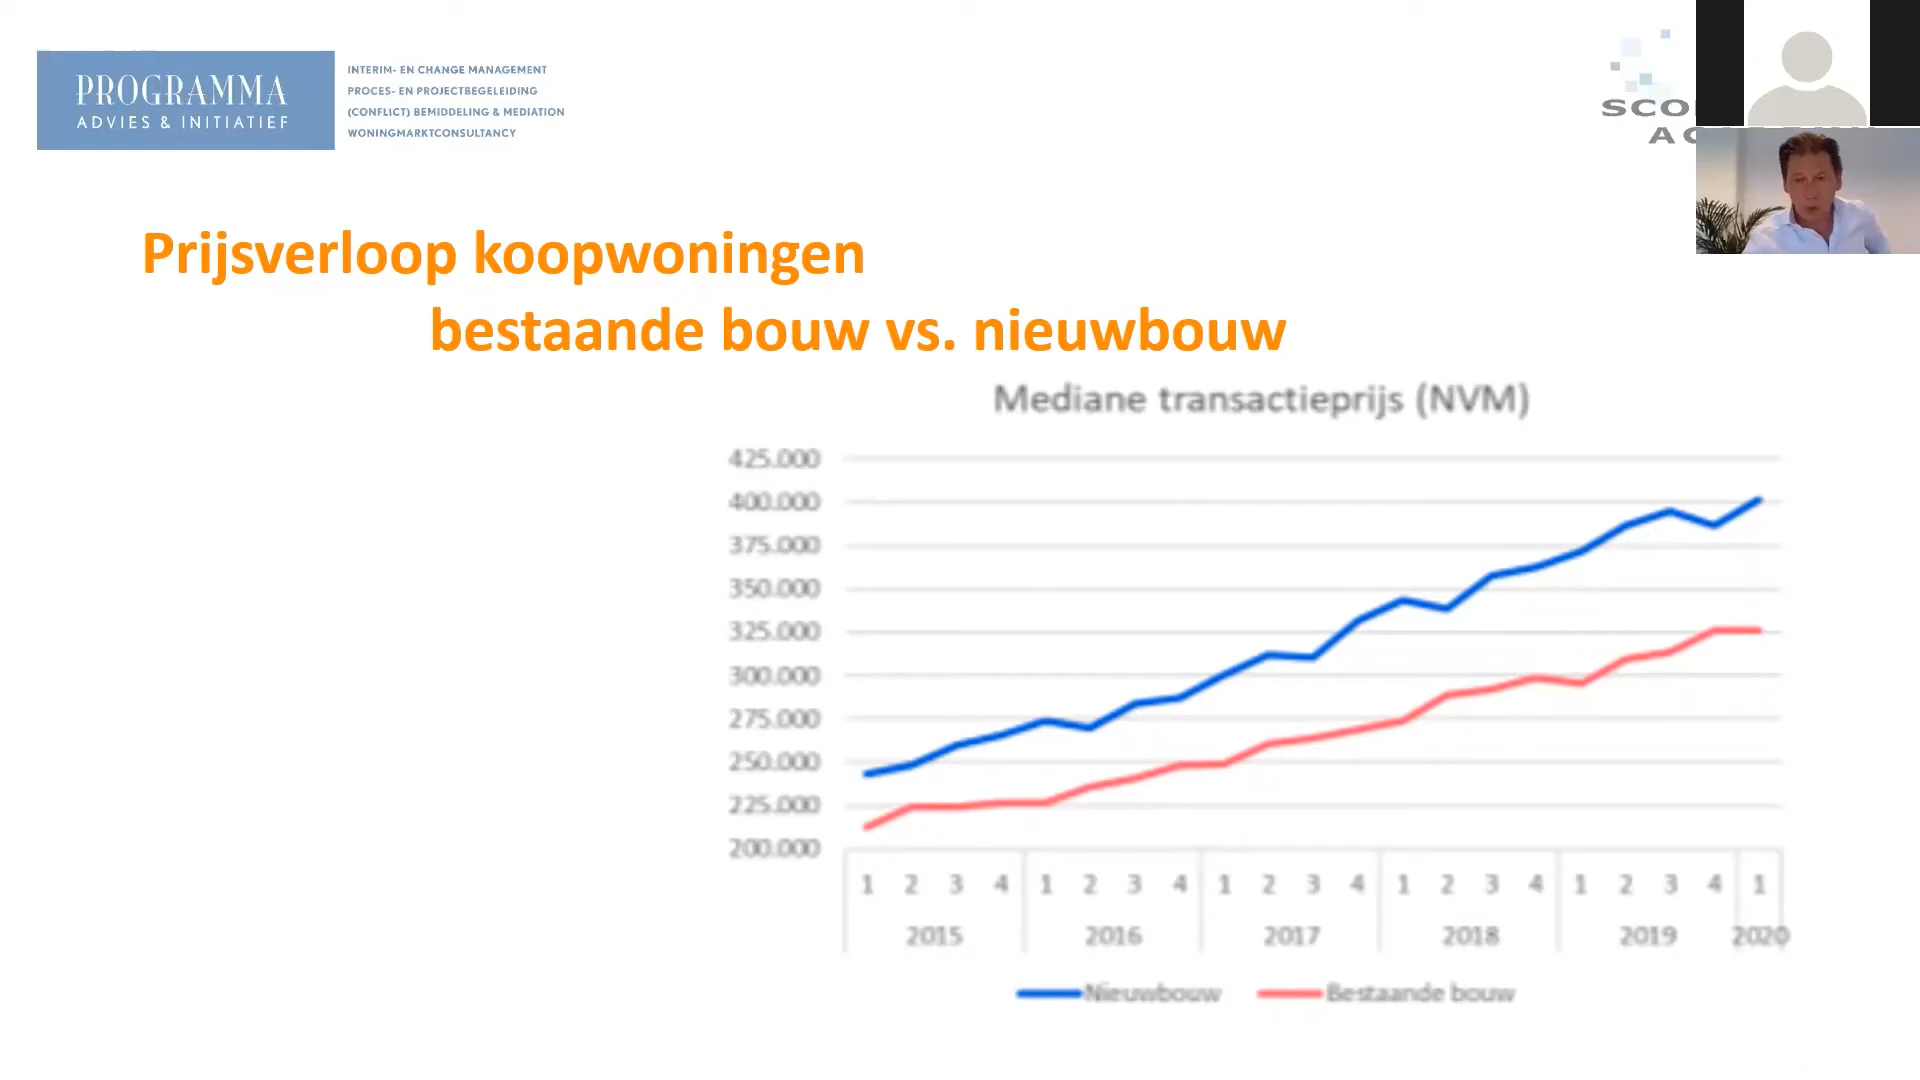 PROGRAMMA
ADVIES & INITIATIEF
INTERIM- EN CHANGE MANAGEMENT
PROCES- EN PROJECTBEGELEIDING
(CONFLICT) BEMIDDELING & MEDIATION
WONINGMARKTCONSULTANCY
Prijsverloop koopwoningen
bestaande bouw vs. nieuwbouw
Mediane transactieprijs (NVM)
425.000
400.000
375.000
350.000
325.000
300.000
275.000
250.000
225.000
200.000
1 2 3 4 1 2 3 4 1 2 3 4 1 2 3 4 1 2 3 4 1
2015 2016 2017 2018 2019 2020
Nieuwbouw Bestaande bouw